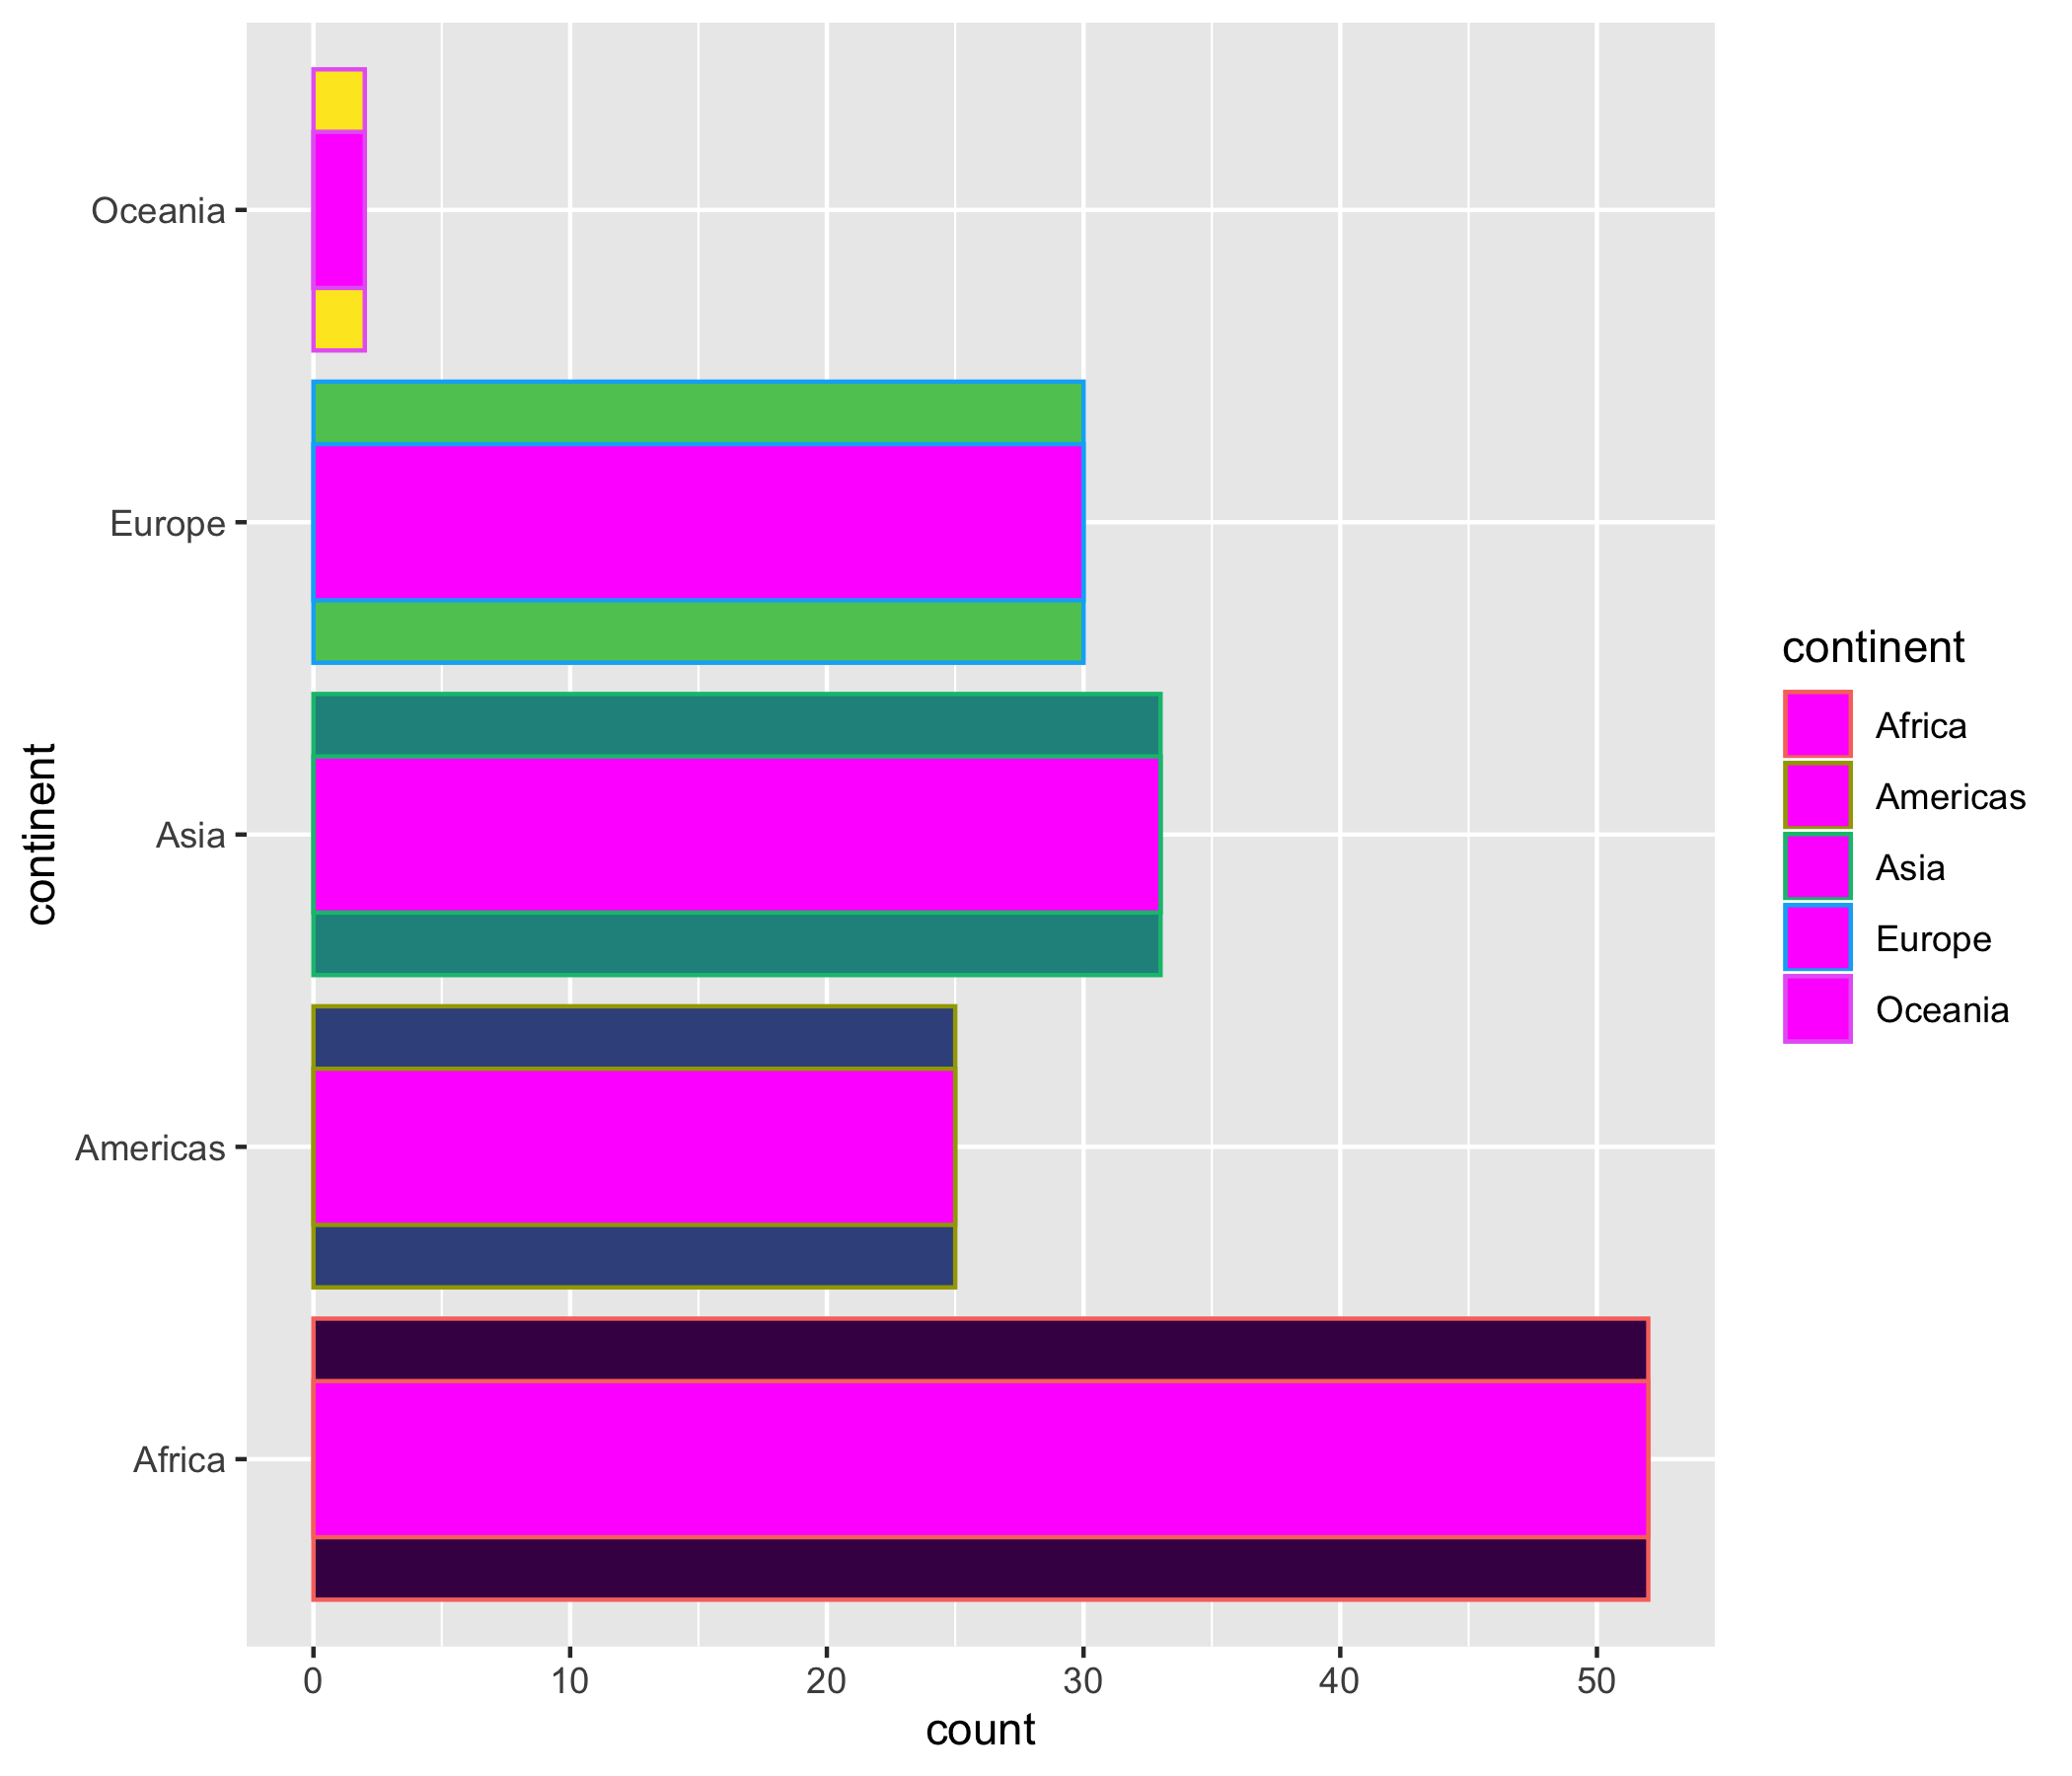 Oceania
Europe
Asia
Americas
Africa
continent
0 10 20 30 40 50
count
continent
Africa
Americas
Asia
Europe
Oceania